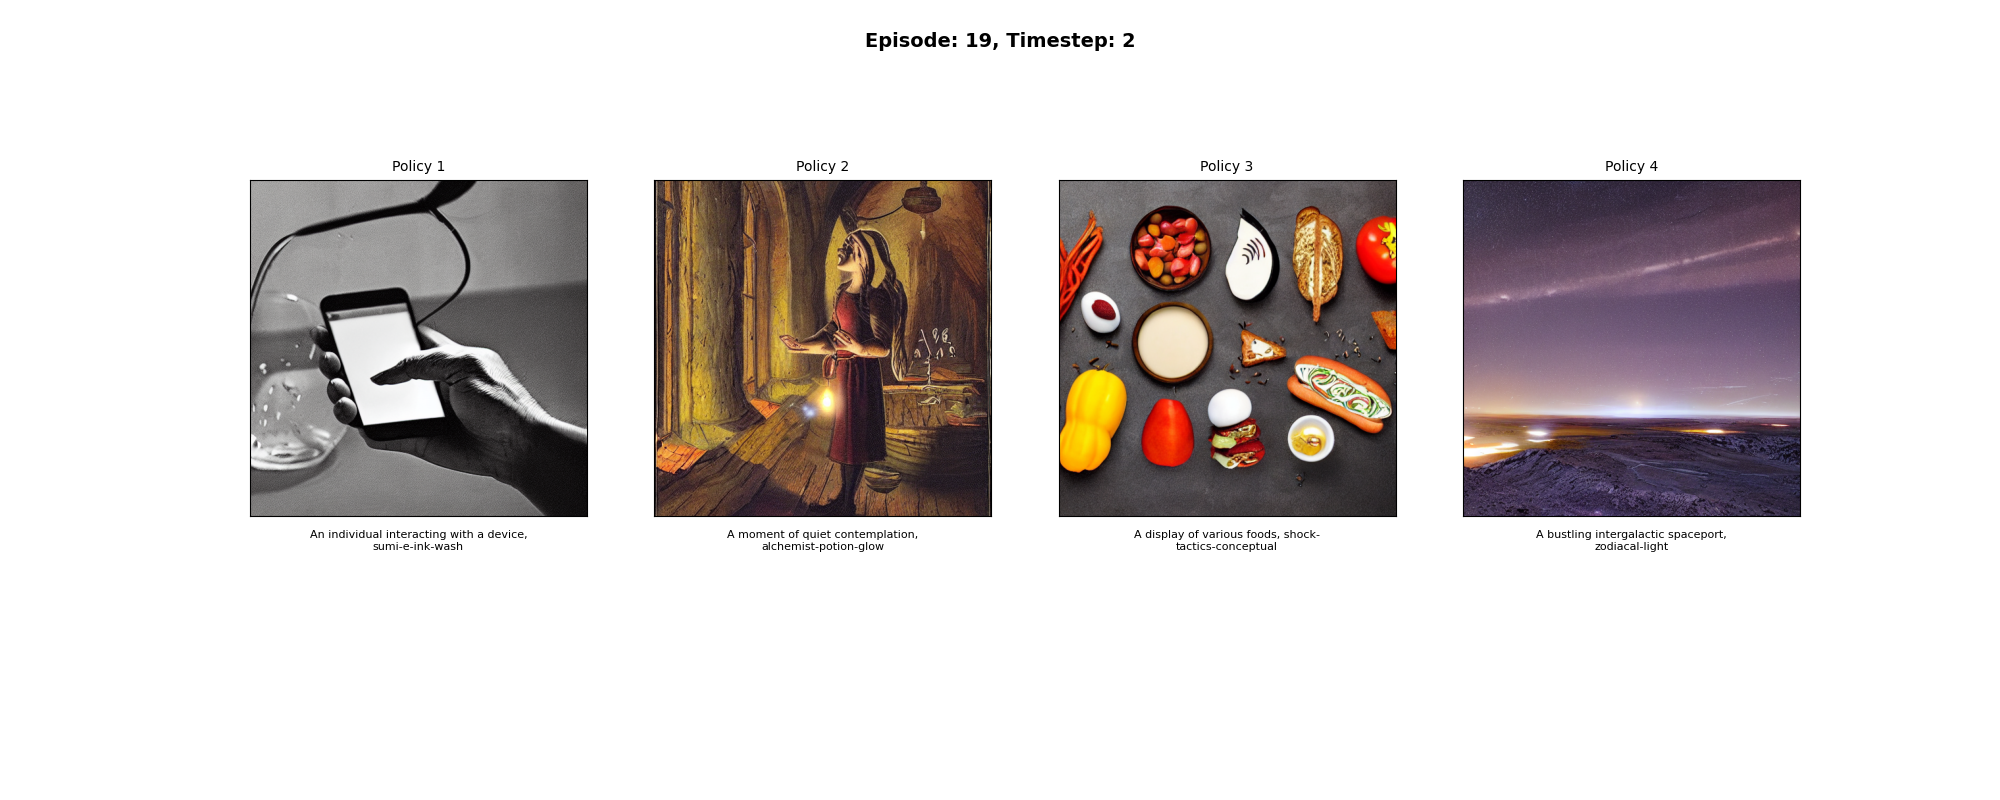 Episode: 19, Timestep: 2
Policy 1
Policy 2
Policy 3
Policy 4
An individual interacting with a device,
sumi-e-ink-wash
A moment of quiet contemplation,
alchemist-potion-glow
A display of various foods, shock-
tactics-conceptual
A bustling intergalactic spaceport,
zodiacal-light